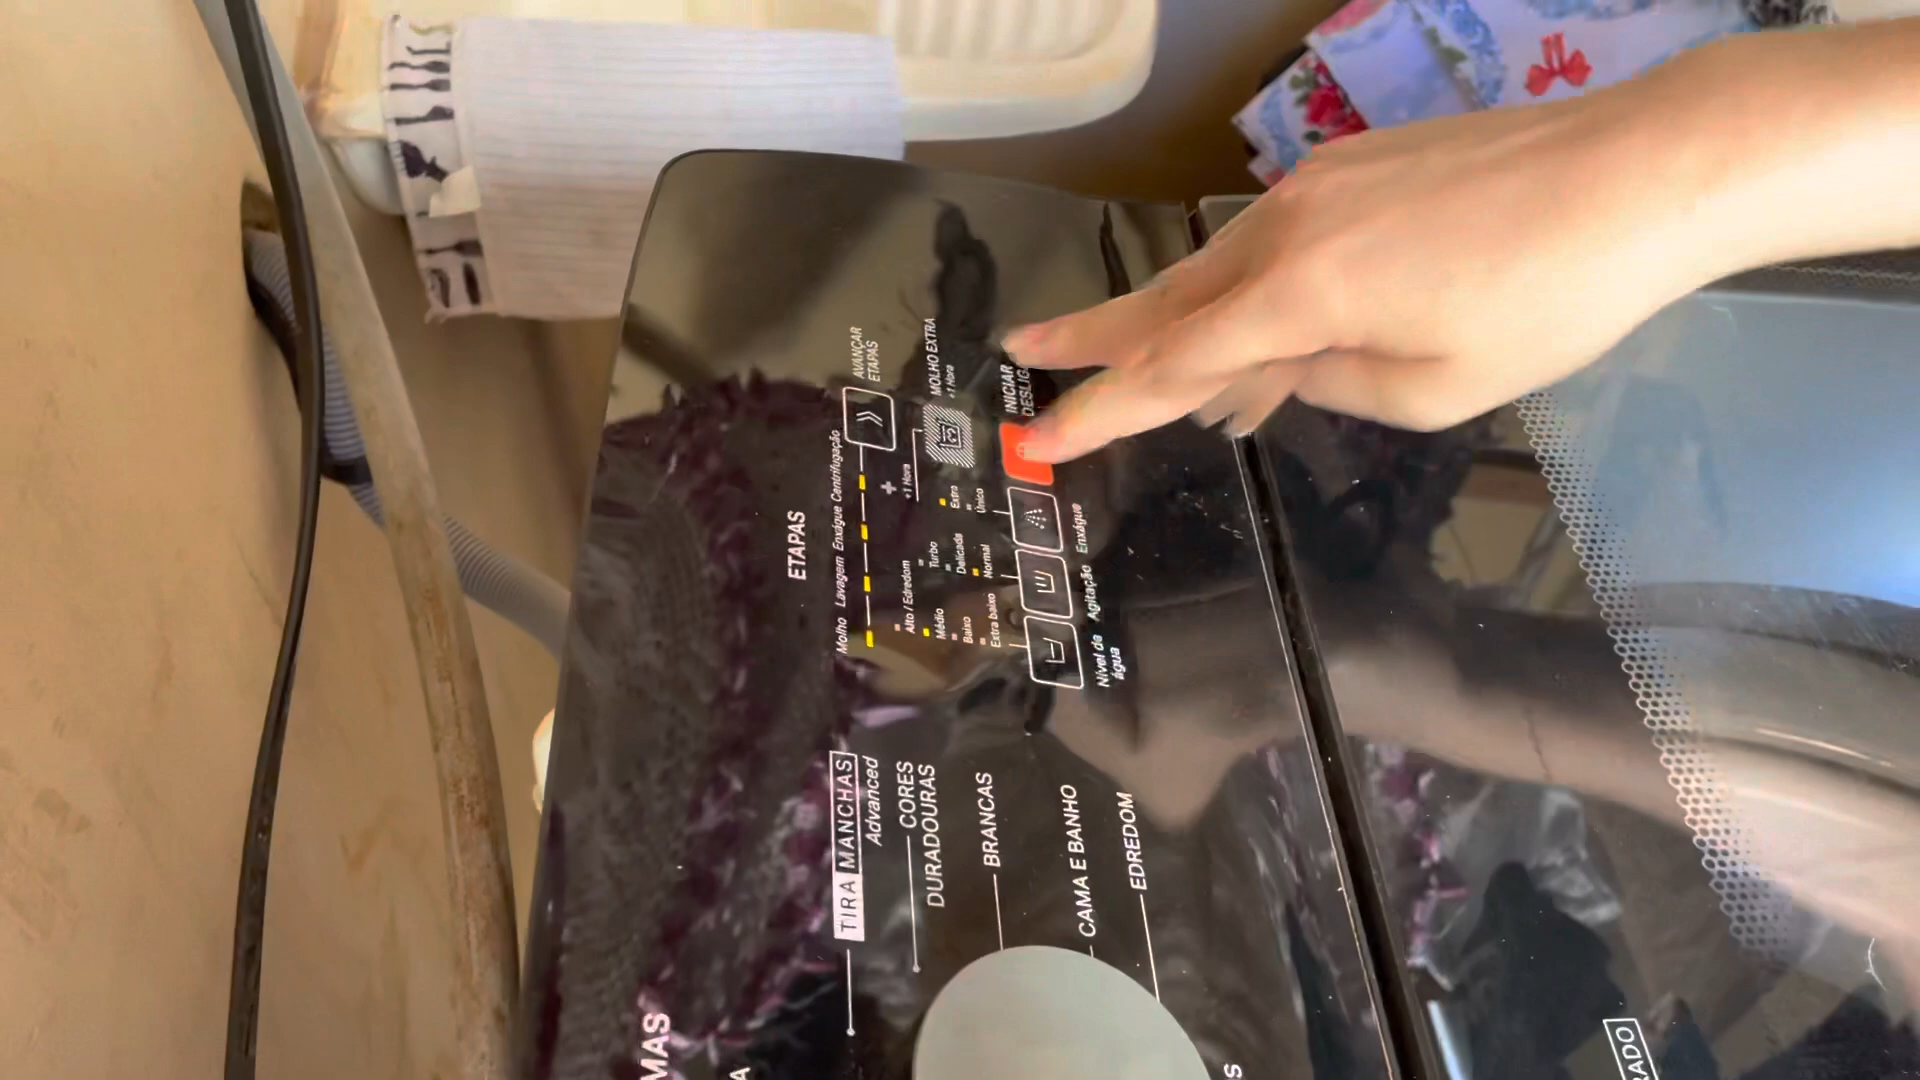 ETAPAS
Molho Lavagem Enxágue Centrifugação
AVANÇAR
ETAPAS
+
+1 Hora
MOLHO EXTRA
+1 Hora
Alto / Edredom
Médio
Baixo
Extra baixo
Turbo
Delicada
Normal
Extra
Único
INICIAR
Nível de
água
Agitação
Enxágue
TIRA MANCHAS
Advanced
CORES
DURADOURAS
BRANCAS
CAMA E BANHO
EDREDOM